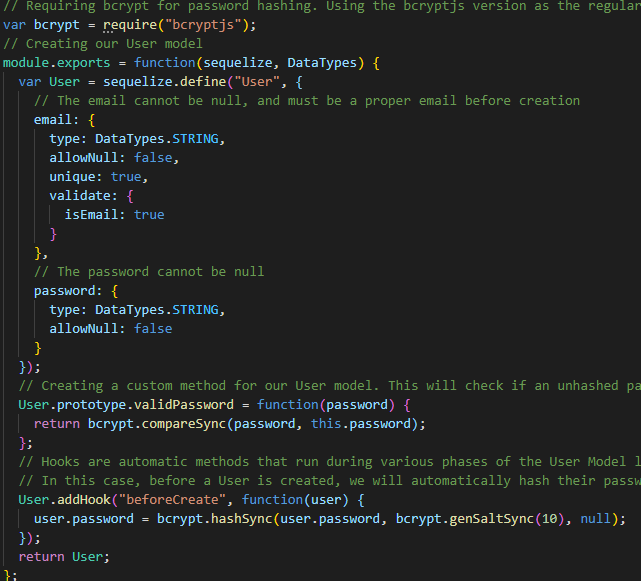 // Requiring bcrypt for password hashing. Using the bcryptjs version as the regular
var bcrypt = require("bcryptjs");
// Creating our User model
module.exports = function(sequelize, DataTypes) {
  var User = sequelize.define("User", {
    // The email cannot be null, and must be a proper email before creation
    email: {
      type: DataTypes.STRING,
      allowNull: false,
      unique: true,
      validate: {
        isEmail: true
      }
    },
    // The password cannot be null
    password: {
      type: DataTypes.STRING,
      allowNull: false
    }
  });
  // Creating a custom method for our User model. This will check if an unhashed pa
  User.prototype.validPassword = function(password) {
    return bcrypt.compareSync(password, this.password);
  };
  // Hooks are automatic methods that run during various phases of the User Model l
  // In this case, before a User is created, we will automatically hash their passw
  User.addHook("beforeCreate", function(user) {
    user.password = bcrypt.hashSync(user.password, bcrypt.genSaltSync(10), null);
  });
  return User;
};